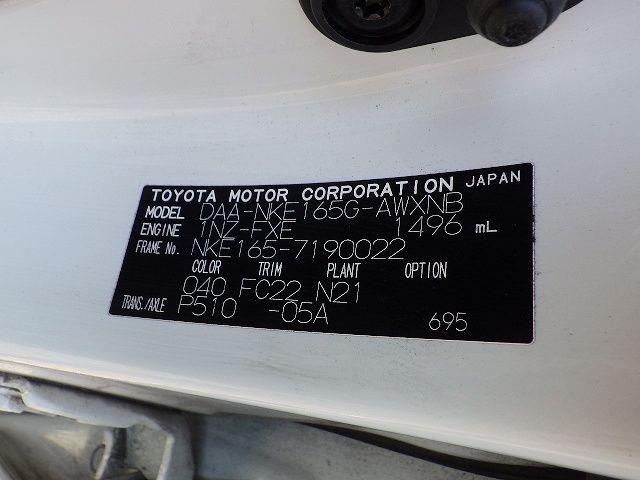 TOYOTA MOTOR CORPORATION JAPAN
MODEL DAA-NKE165G-AWXNB
ENGINE 1NZ-FXE 1496 mL
FRAME No. NKE165-7190022
COLOR TRIM PLANT OPTION
040 FC22 N21
TRANS./AXLE P510 -05A
695